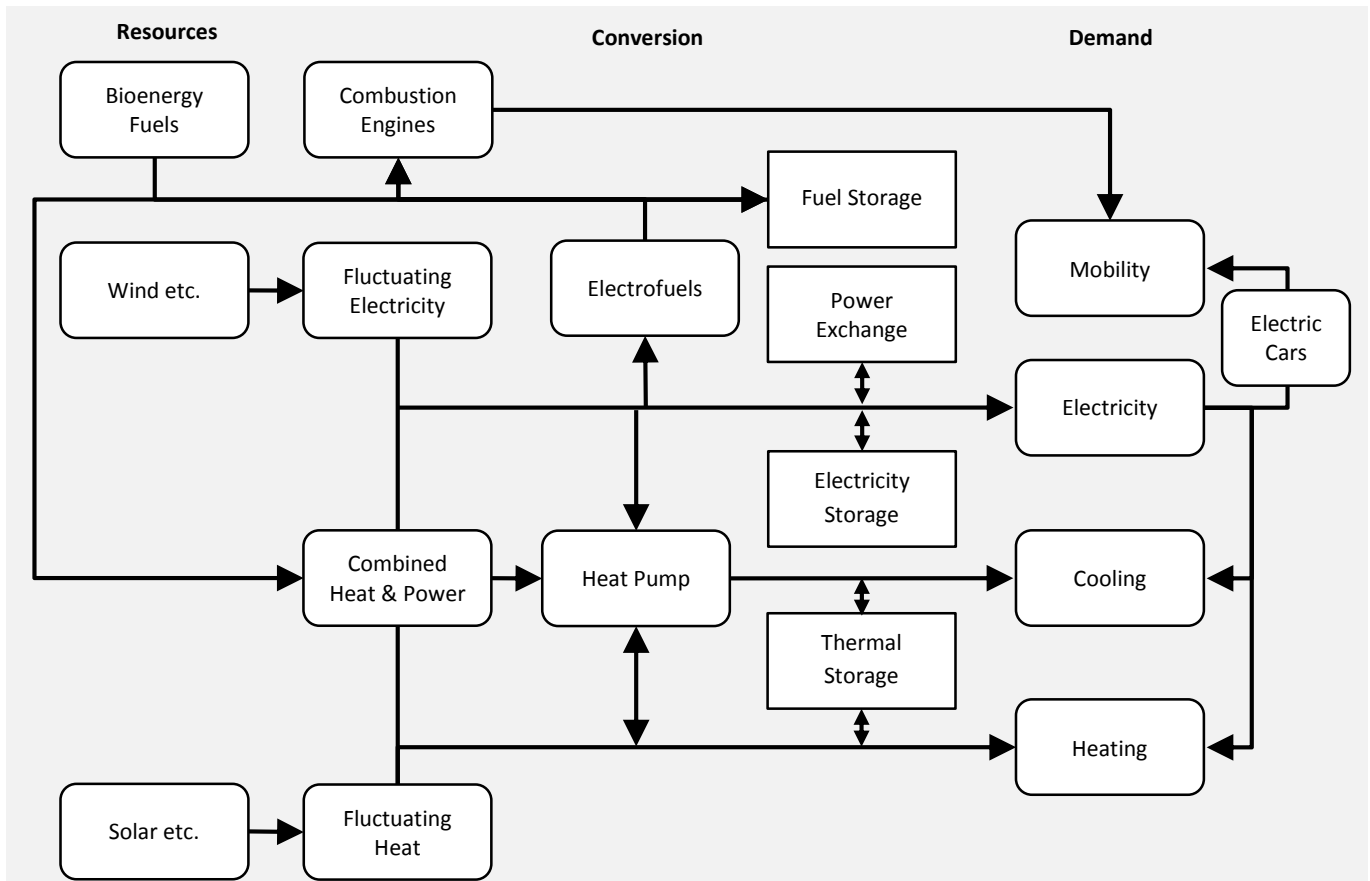 Resources
Conversion
Demand
Bioenergy
Fuels
Combustion
Engines
Fuel Storage
Mobility
Wind etc.
Fluctuating
Electricity
Electrofuels
Power
Exchange
Electric
Cars
Electricity
Electricity
Storage
Combined
Heat & Power
Heat Pump
Cooling
Thermal
Storage
Heating
Solar etc.
Fluctuating
Heat